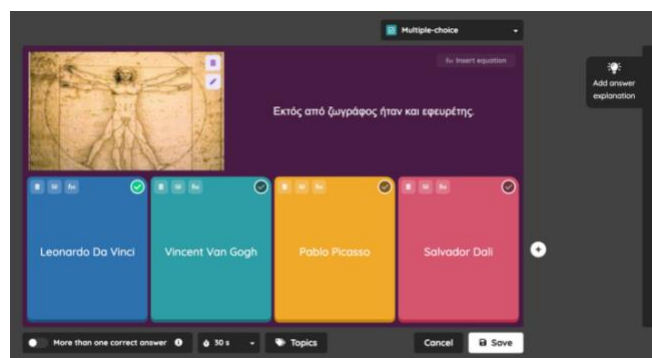 Multiple-choice
fx Insert equation
Add answer
explanation
Εκτός από ζωγράφος ήταν και εφευρέτης.
Leonardo Da Vinci
Vincent Van Gogh
Pablo Picasso
Salvador Dali
More than one correct answer
30 s
Topics
Cancel
Save